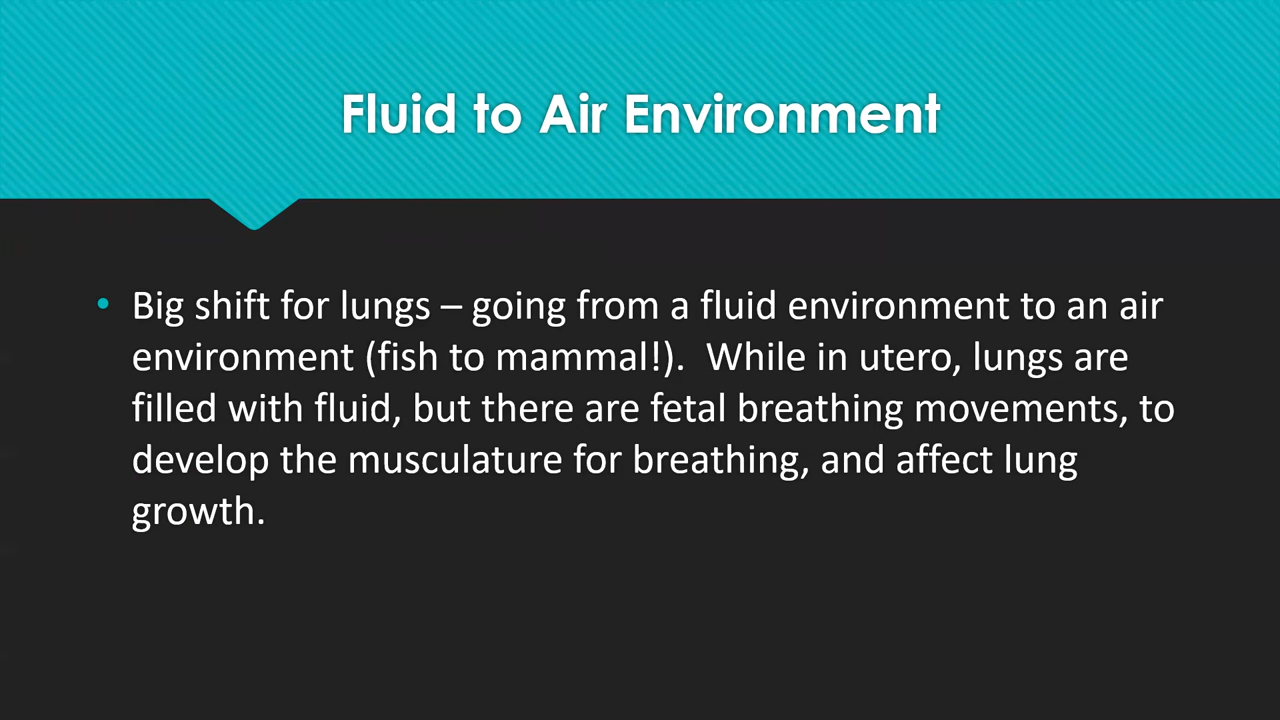 Fluid to Air Environment
• Big shift for lungs – going from a fluid environment to an air
environment (fish to mammal!).  While in utero, lungs are
filled with fluid, but there are fetal breathing movements, to
develop the musculature for breathing, and affect lung
growth.